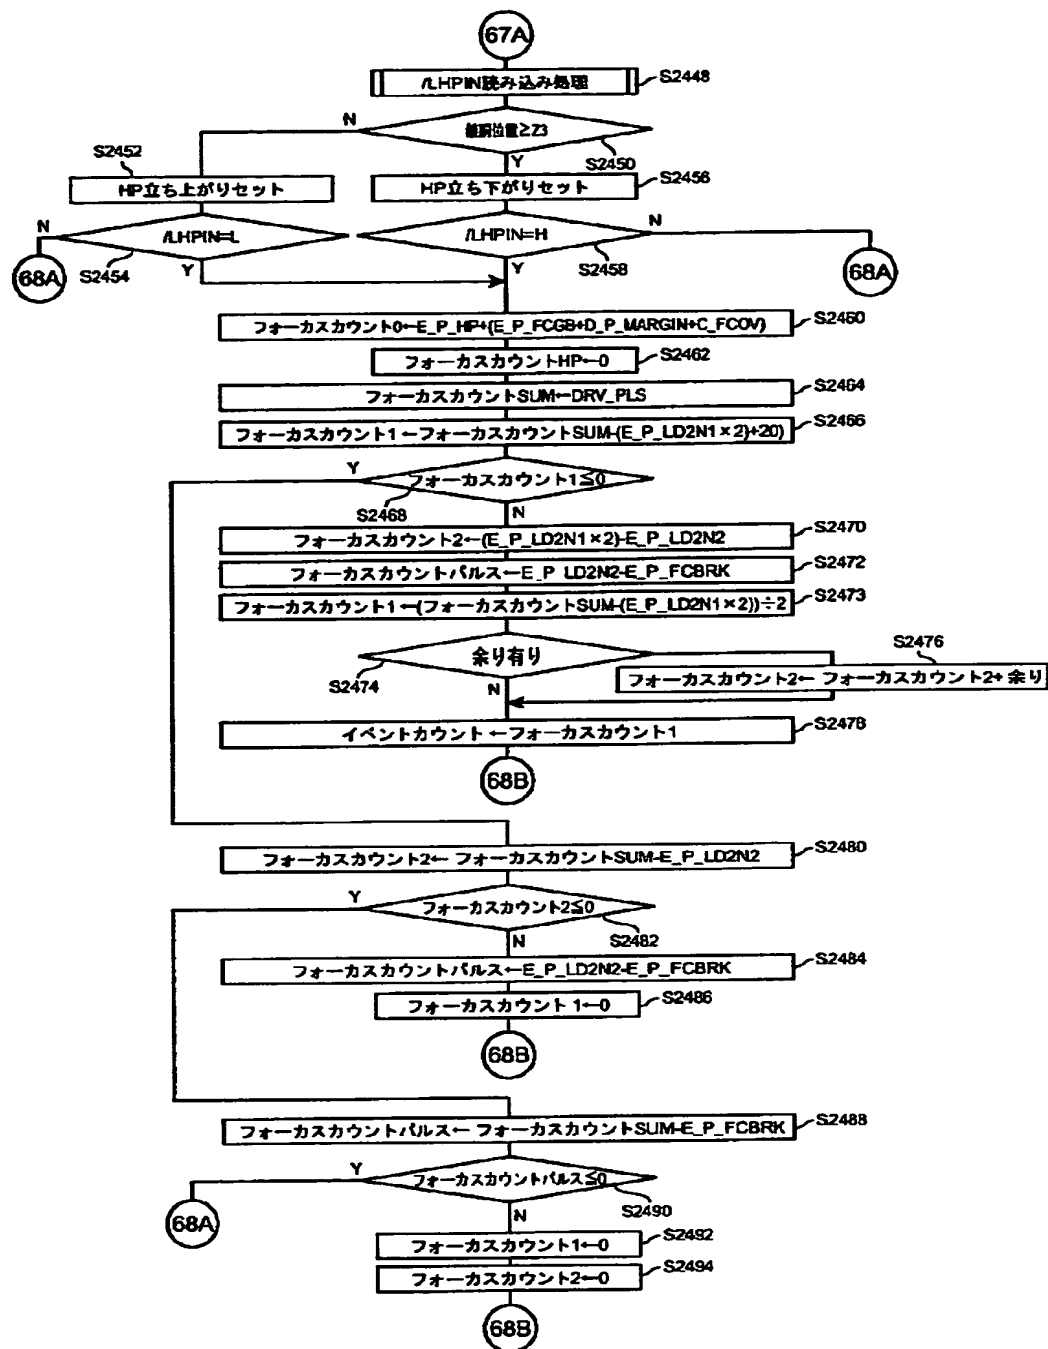 67A
/LHPIN読み込み処理
S2448
N
鏡胴位置≧Z3
S2450
Y
S2452
HP立ち上がりセット
HP立ち下がりセット
S2456
N
/LHPIN=L
S2454
Y
/LHPIN=H
S2458
Y
N
68A
68A
フォーカスカウント0←E_P_HP+(E_P_FCGB+D_P_MARGIN+C_FCOV)
S2460
フォーカスカウントHP←0
S2462
フォーカスカウントSUM←DRV_PLS
S2464
フォーカスカウント1←フォーカスカウントSUM-(E_P_LD2N1×2)+20)
S2466
Y
フォーカスカウント1≦0
S2468
N
フォーカスカウント2←(E_P_LD2N1×2)-E_P_LD2N2
S2470
フォーカスカウントパルス←E_P_LD2N2-E_P_FCBRK
S2472
フォーカスカウント1←(フォーカスカウントSUM-(E_P_LD2N1×2))÷2
S2473
余り有り
S2474
N
S2476
フォーカスカウント2← フォーカスカウント2+ 余り
イベントカウント←フォーカスカウント1
S2478
68B
フォーカスカウント2← フォーカスカウントSUM-E_P_LD2N2
S2480
Y
フォーカスカウント2≦0
S2482
N
フォーカスカウントパルス←E_P_LD2N2-E_P_FCBRK
S2484
フォーカスカウント 1←0
S2486
68B
フォーカスカウントパルス← フォーカスカウントSUM-E_P_FCBRK
S2488
Y
フォーカスカウントパルス≦0
S2490
N
68A
フォーカスカウント1←0
S2492
フォーカスカウント2←0
S2494
68B